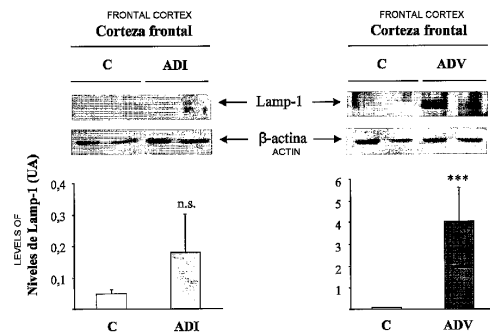 FRONTAL CORTEX
Corteza frontal
C ADI
FRONTAL CORTEX
Corteza frontal
C ADV
Lamp-1
β-actina
ACTIN
LEVELS OF
Niveles de Lamp-1 (UA)
0,4
0,3
0,2
0,1
n.s.
C ADI
6
5
4
3
2
1
***
C ADV